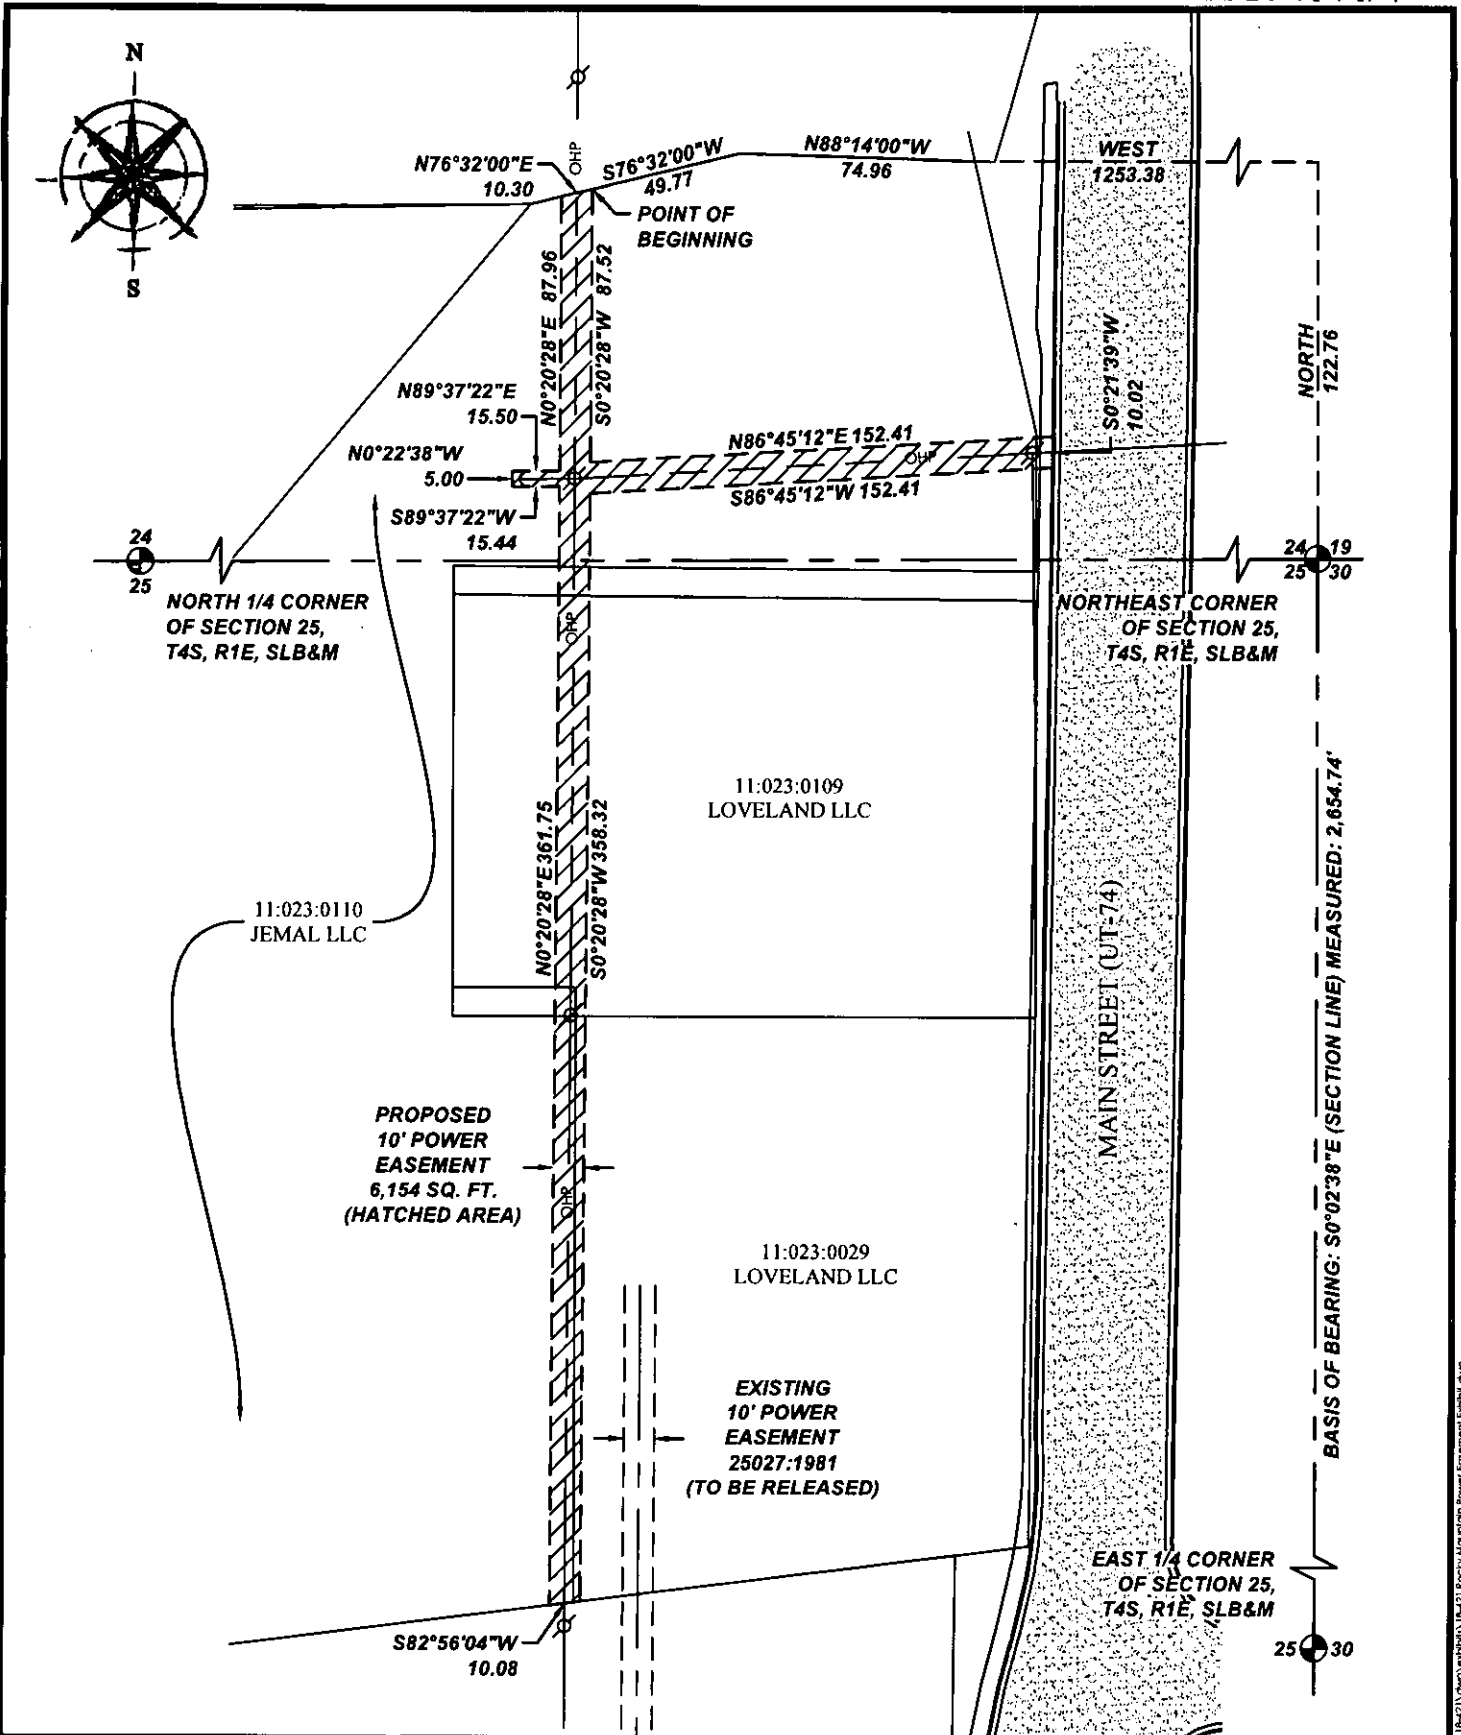 N
S
N76°32'00"E
10.30
OHP
S76°32'00"W
49.77
N88°14'00"W
74.96
WEST
1253.38
POINT OF
BEGINNING
N0°20'28"E 87.96
S0°20'28"W 87.52
NORTH
122.76
S0°21'39"W
10.02
N89°37'22"E
15.50
N0°22'38"W
5.00
S89°37'22"W
15.44
N86°45'12"E 152.41
OHP
S86°45'12"W 152.41
24
25
NORTH 1/4 CORNER
OF SECTION 25,
T4S, R1E, SLB&M
24 19
25 30
NORTHEAST CORNER
OF SECTION 25,
T4S, R1E, SLB&M
OHP
11:023:0109
LOVELAND LLC
N0°20'28"E 361.75
S0°20'28"W 358.32
11:023:0110
JEMAL LLC
MAIN STREET (UT-74)
BASIS OF BEARING: S0°02'38"E (SECTION LINE) MEASURED: 2,654.74'
PROPOSED
10' POWER
EASEMENT
6,154 SQ. FT.
(HATCHED AREA)
OHP
11:023:0029
LOVELAND LLC
EXISTING
10' POWER
EASEMENT
25027:1981
(TO BE RELEASED)
EAST 1/4 CORNER
OF SECTION 25,
T4S, R1E, SLB&M
25 30
S82°56'04"W
10.08